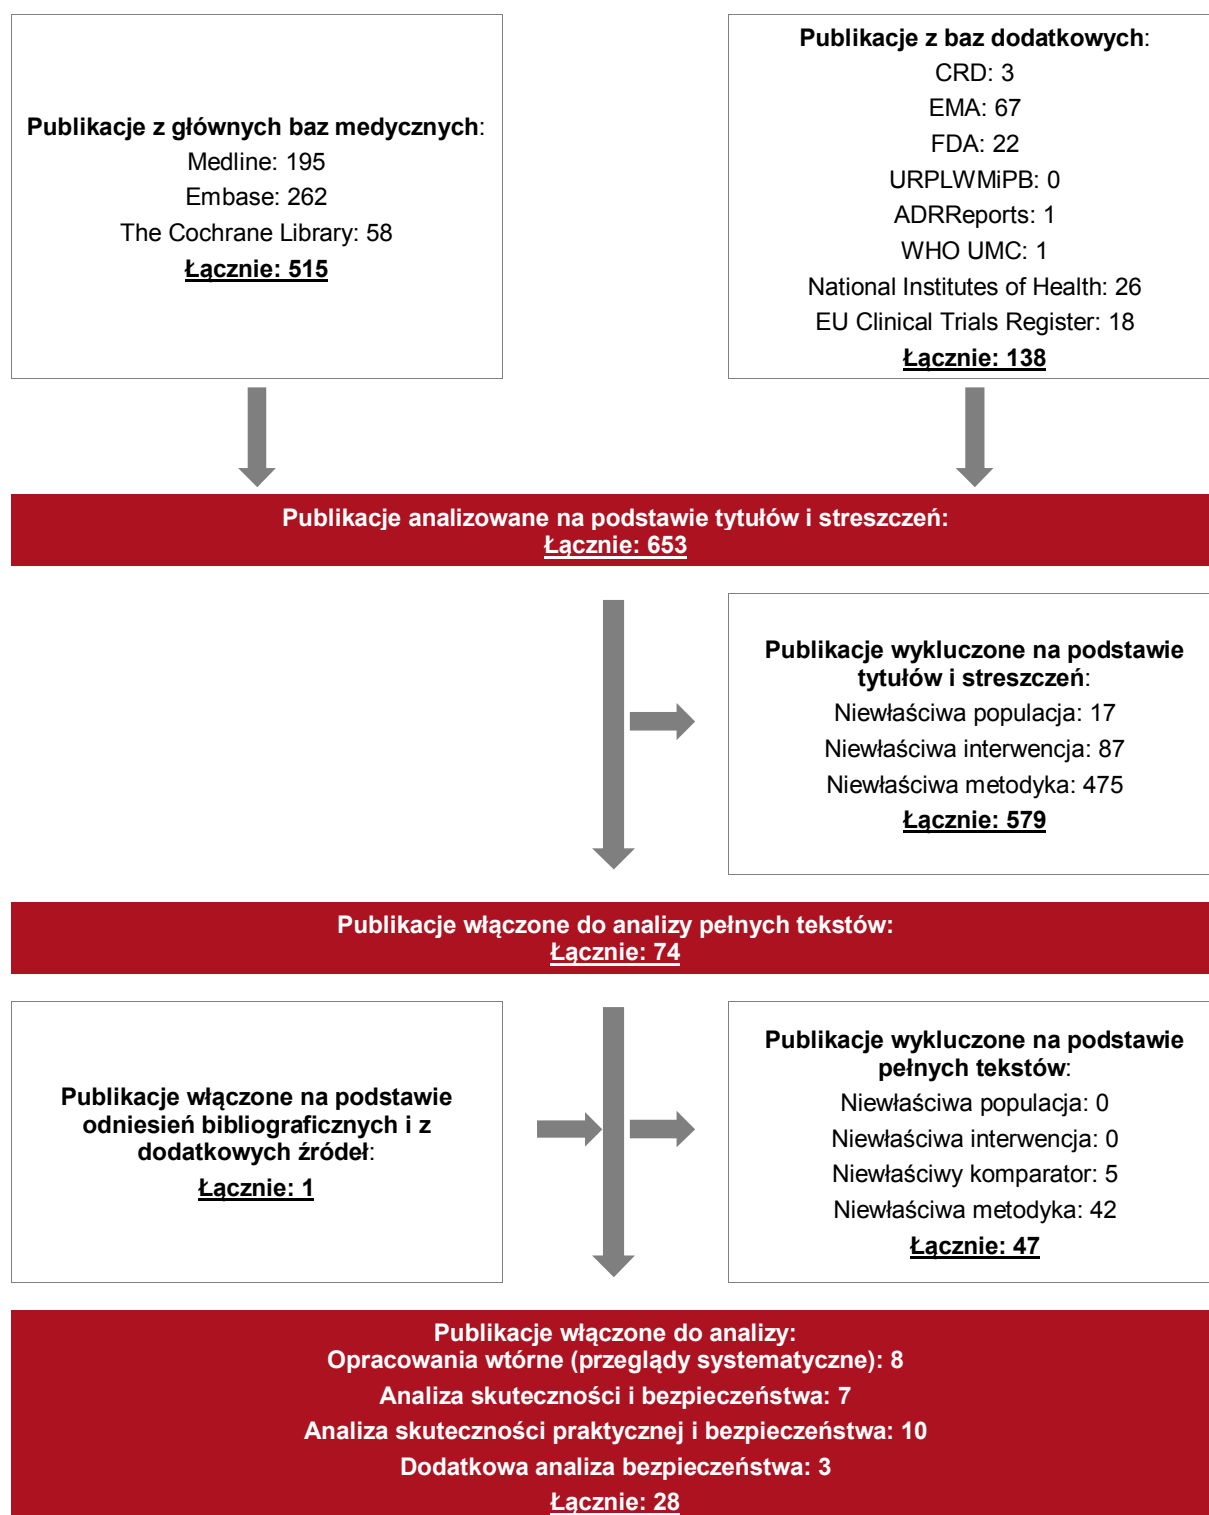 Publikacje z głównych baz medycznych:
Medline: 195
Embase: 262
The Cochrane Library: 58
Łącznie: 515
Publikacje z baz dodatkowych:
CRD: 3
EMA: 67
FDA: 22
URPLWMiPB: 0
ADRReports: 1
WHO UMC: 1
National Institutes of Health: 26
EU Clinical Trials Register: 18
Łącznie: 138
Publikacje analizowane na podstawie tytułów i streszczeń:
Łącznie: 653
Publikacje wykluczone na podstawie
tytułów i streszczeń:
Niewłaściwa populacja: 17
Niewłaściwa interwencja: 87
Niewłaściwa metodyka: 475
Łącznie: 579
Publikacje włączone do analizy pełnych tekstów:
Łącznie: 74
Publikacje włączone na podstawie
odniesień bibliograficznych i z
dodatkowych źródeł:
Łącznie: 1
Publikacje wykluczone na podstawie
pełnych tekstów:
Niewłaściwa populacja: 0
Niewłaściwa interwencja: 0
Niewłaściwy komparator: 5
Niewłaściwa metodyka: 42
Łącznie: 47
Publikacje włączone do analizy:
Opracowania wtórne (przeglądy systematyczne): 8
Analiza skuteczności i bezpieczeństwa: 7
Analiza skuteczności praktycznej i bezpieczeństwa: 10
Dodatkowa analiza bezpieczeństwa: 3
Łącznie: 28